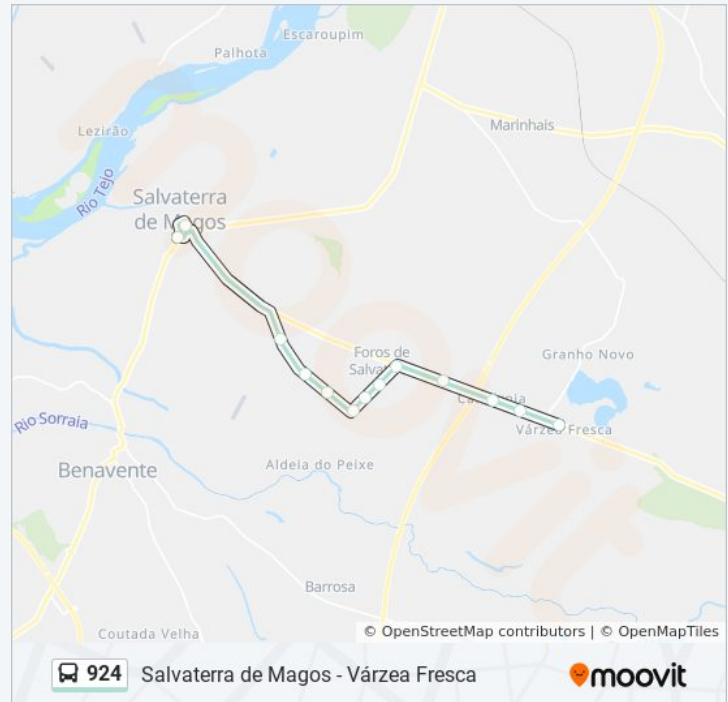 Escaroupim
Palhota
Lezirão
Marinhais
Rio Tejo
Salvaterra
de Magos
Foros de
Granho Novo
Várzea Fresca
Rio Sorraia
Aldeia do Peixe
Benavente
Barrosa
Coutada Velha
© OpenStreetMap contributors | © OpenMapTiles
924 Salvaterra de Magos - Várzea Fresca
moovit